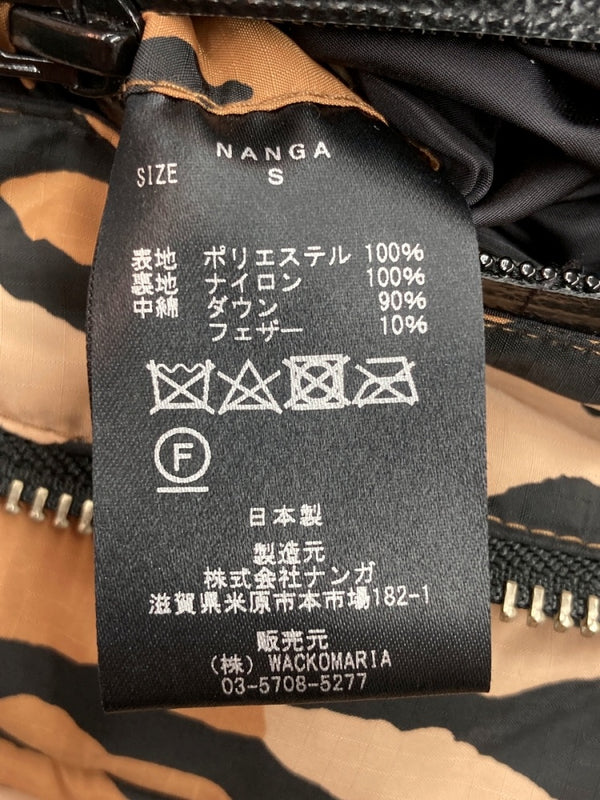 NANGA
SIZE S
表地 ポリエステル 100%
裏地 ナイロン 100%
中綿 ダウン 90%
フェザー 10%
F
日本製
製造元
株式会社ナンガ
滋賀県米原市本市場182-1
販売元
(株) WACKOMARIA
03-5708-5277